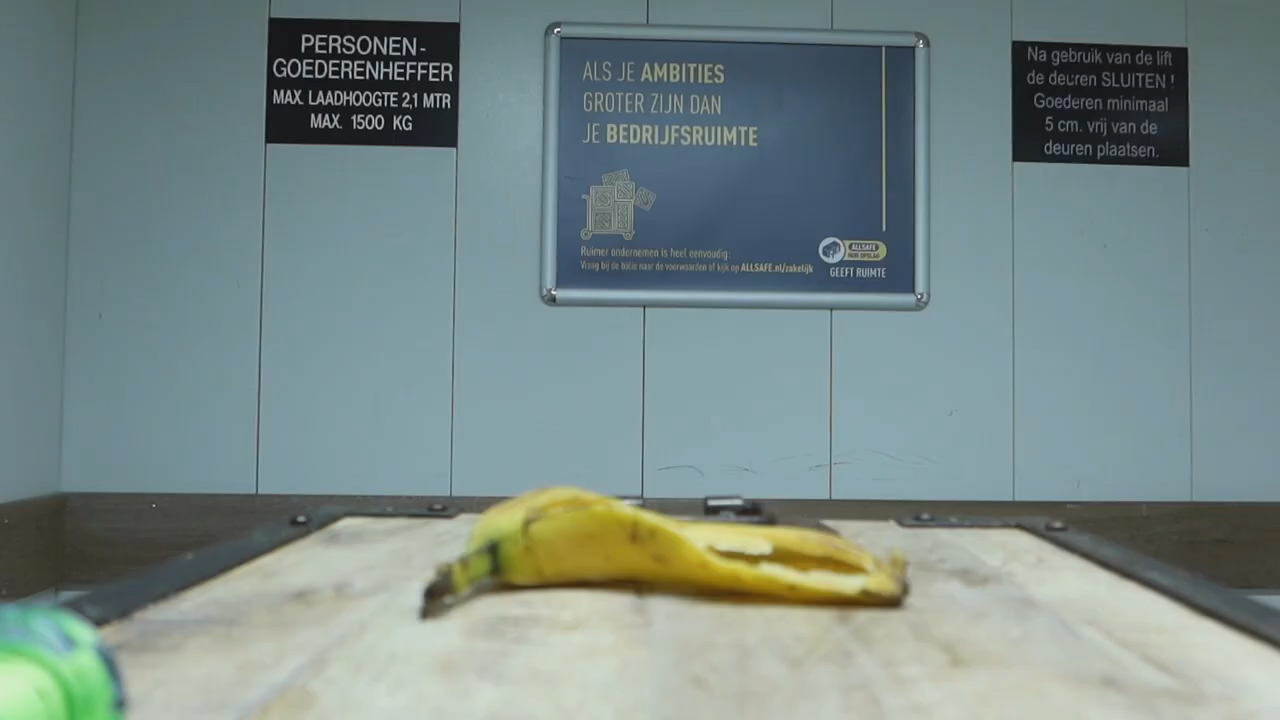 PERSONEN-
GOEDERENHEFFER
MAX. LAADHOOGTE 2,1 MTR
MAX. 1500 KG
ALS JE AMBITIES
GROTER ZIJN DAN
JE BEDRIJFSRUIMTE
Ruimer ondernemen is heel eenvoudig:
Vraag bij de balie naar de voorwaarden of kijk op ALLSAFE.nl/zakelijk
ALLSAFE
MINI OPSLAG
GEEFT RUIMTE
Na gebruik van de lift
de deuren SLUITEN !
Goederen minimaal
5 cm. vrij van de
deuren plaatsen.